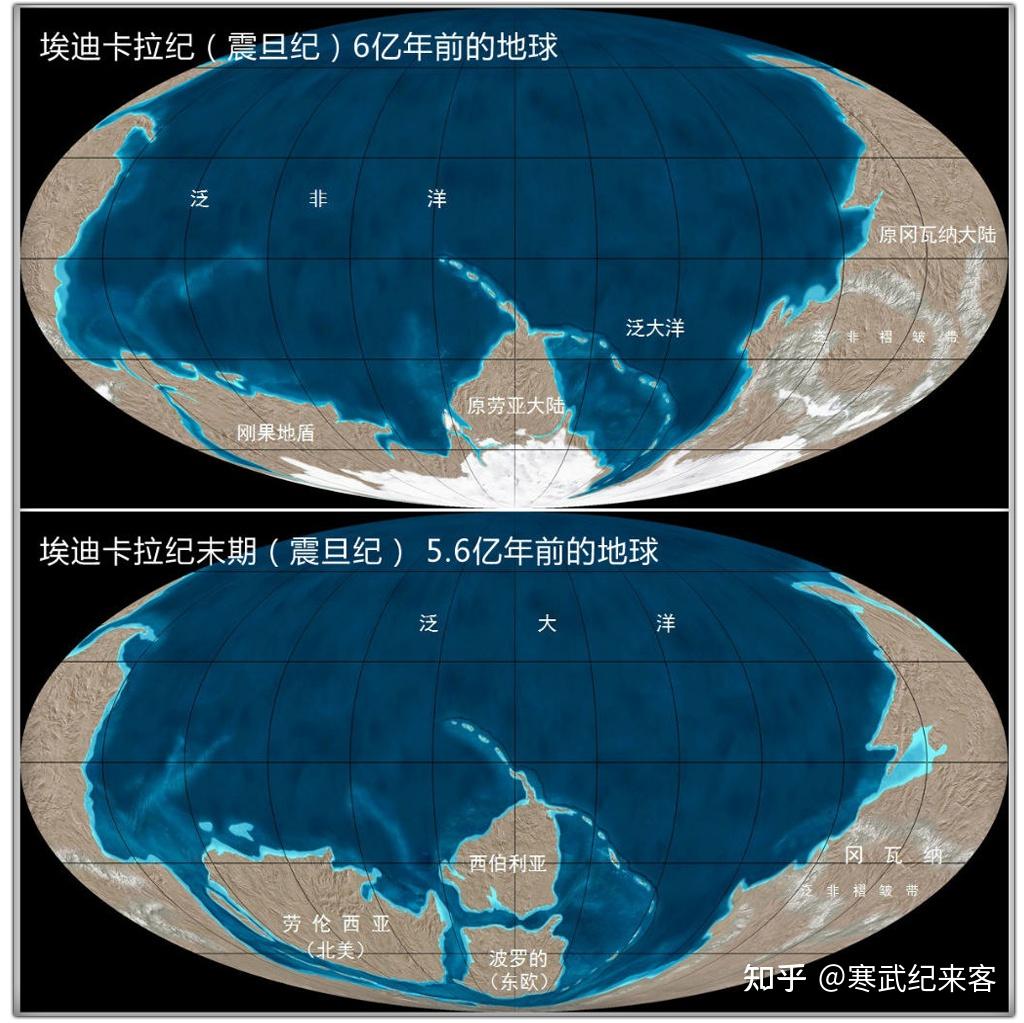 埃迪卡拉纪（震旦纪）6亿年前的地球
泛 非 洋
原冈瓦纳大陆
泛大洋
泛 非 褶 皱 带
原劳亚大陆
刚果地盾
埃迪卡拉纪末期（震旦纪） 5.6亿年前的地球
泛 大 洋
冈 瓦 纳
西伯利亚
泛 非 褶 皱 带
劳 伦 西 亚
（北美）
波罗的
（东欧）
知乎 @寒武纪来客